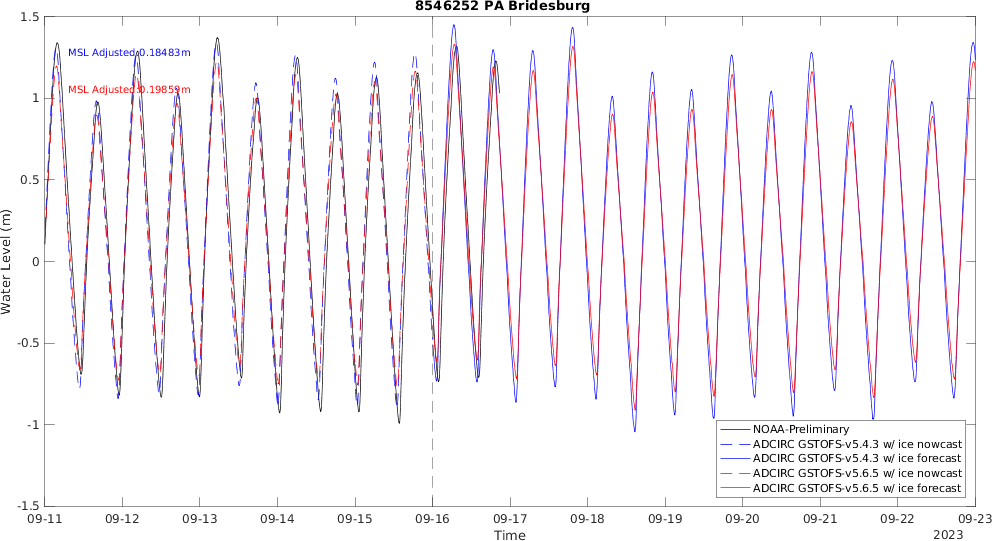 8546252 PA Bridesburg
1.5
1
0.5
0
-0.5
-1
-1.5
Water Level (m)
MSL Adjusted:0.18483m
MSL Adjusted:0.19859m
NOAA-Preliminary
ADCIRC GSTOFS-v5.4.3 w/ ice nowcast
ADCIRC GSTOFS-v5.4.3 w/ ice forecast
ADCIRC GSTOFS-v5.6.5 w/ ice nowcast
ADCIRC GSTOFS-v5.6.5 w/ ice forecast
09-11 09-12 09-13 09-14 09-15 09-16 09-17 09-18 09-19 09-20 09-21 09-22 09-23
Time
2023